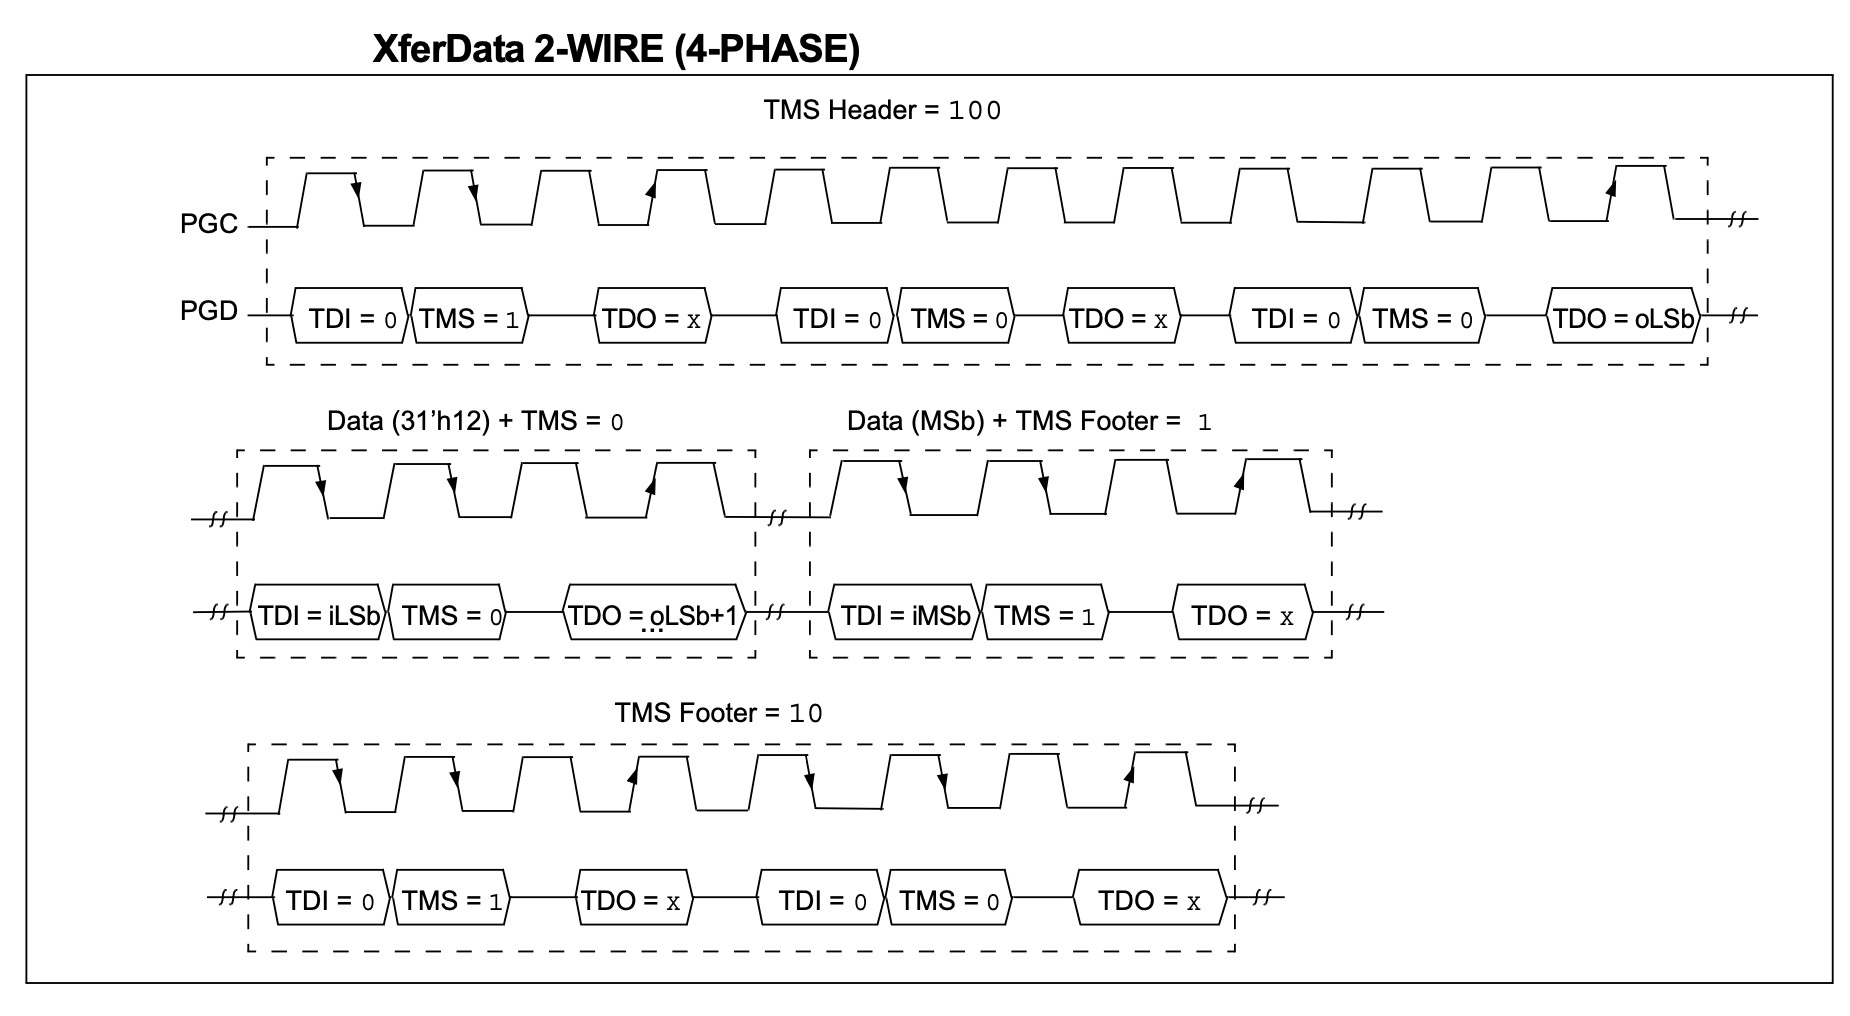 XferData 2-WIRE (4-PHASE)
TMS Header = 100
PGC
PGD TDI = 0 TMS = 1 TDO = x TDI = 0 TMS = 0 TDO = x TDI = 0 TMS = 0 TDO = oLSb
Data (31’h12) + TMS = 0 Data (MSb) + TMS Footer = 1
TDI = iLSb TMS = 0 TDO = oLSb+1 TDI = iMSb TMS = 1 TDO = x
...
TMS Footer = 10
TDI = 0 TMS = 1 TDO = x TDI = 0 TMS = 0 TDO = x